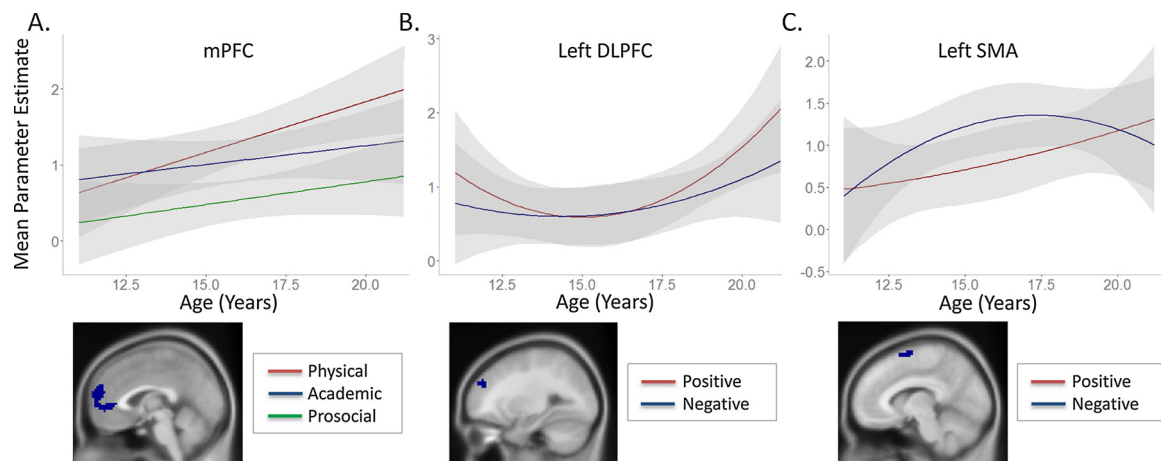 A.
mPFC
Mean Parameter Estimate
2
1
0
12.5 15.0 17.5 20.0
Age (Years)
Physical
Academic
Prosocial
B.
Left DLPFC
3
2
1
0
12.5 15.0 17.5 20.0
Age (Years)
Positive
Negative
C.
Left SMA
2.0
1.5
1.0
0.5
0.0
-0.5
12.5 15.0 17.5 20.0
Age (Years)
Positive
Negative